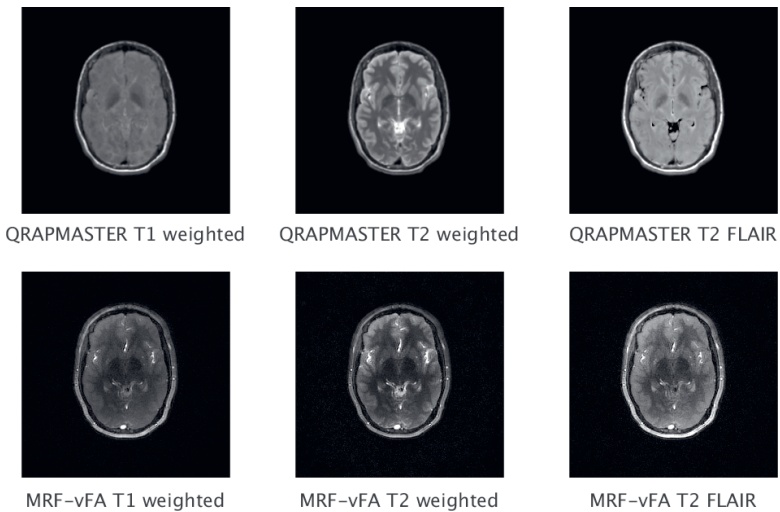 QRAPMASTER T1 weighted
QRAPMASTER T2 weighted
QRAPMASTER T2 FLAIR
MRF-vFA T1 weighted
MRF-vFA T2 weighted
MRF-vFA T2 FLAIR